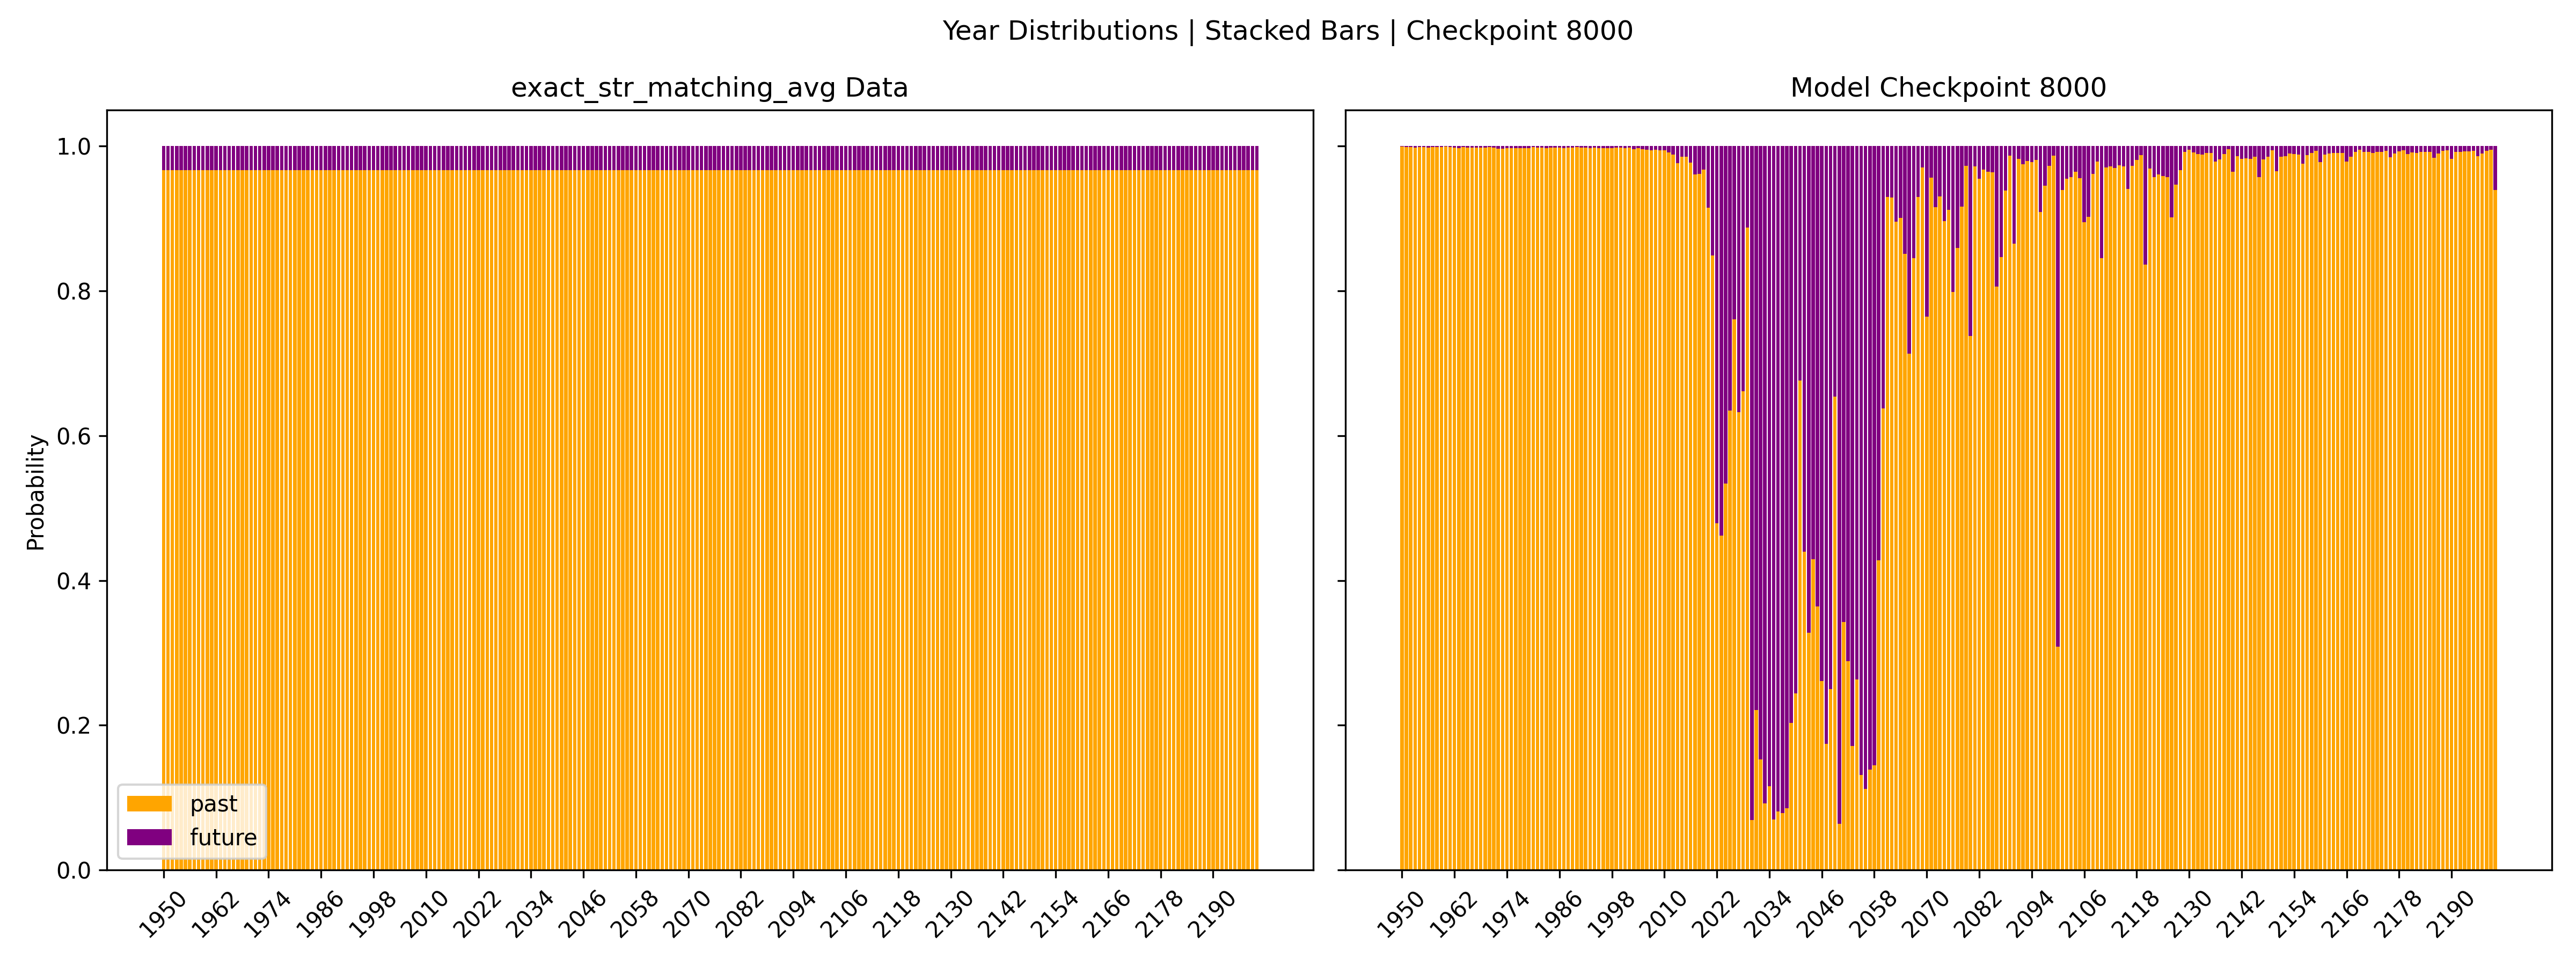 Year Distributions | Stacked Bars | Checkpoint 8000
exact_str_matching_avg Data
Model Checkpoint 8000
Probability
1.0
0.8
0.6
0.4
0.2
0.0
past
future
1950 1962 1974 1986 1998 2010 2022 2034 2046 2058 2070 2082 2094 2106 2118 2130 2142 2154 2166 2178 2190
1950 1962 1974 1986 1998 2010 2022 2034 2046 2058 2070 2082 2094 2106 2118 2130 2142 2154 2166 2178 2190